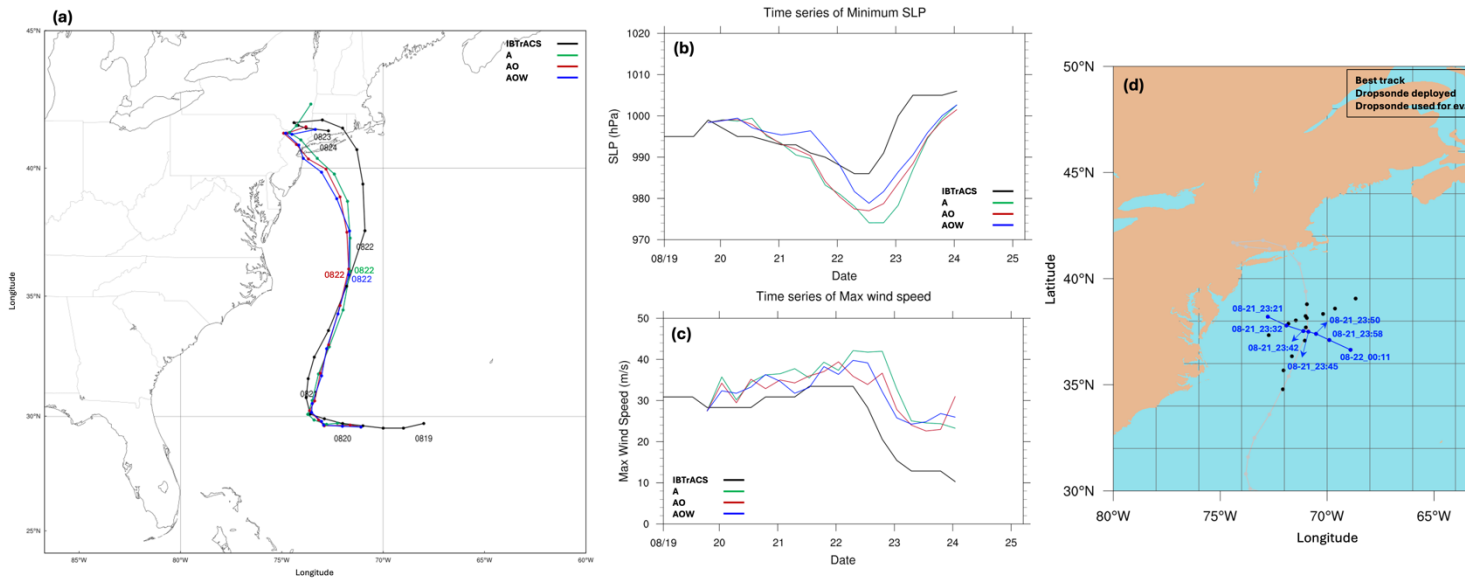 (a)
45°N
40°N
35°N
30°N
25°N
Longitude
85°W
80°W
75°W
70°W
65°W
60°W
Longitude
IBTrACS
A
AO
AOW
0823
0824
0822
0822
0822
0822
0821
0820
0819
Time series of Minimum SLP
(b)
1020
1010
1000
990
980
970
SLP (hPa)
IBTrACS
A
AO
AOW
08/19
20
21
22
23
24
25
Date
Time series of Max wind speed
(c)
50
40
30
20
10
0
Max Wind Speed (m/s)
IBTrACS
A
AO
AOW
08/19
20
21
22
23
24
25
Date
(d)
50°N
40°N
35°N
30°N
Latitude
Best track
Dropsonde deployed
Dropsonde used for eva
08-21_23:21
08-21_23:50
08-21_23:32
08-21_23:58
08-21_23:42
08-22_00:11
08-21_23:45
80°W
75°W
70°W
65°W
Longitude